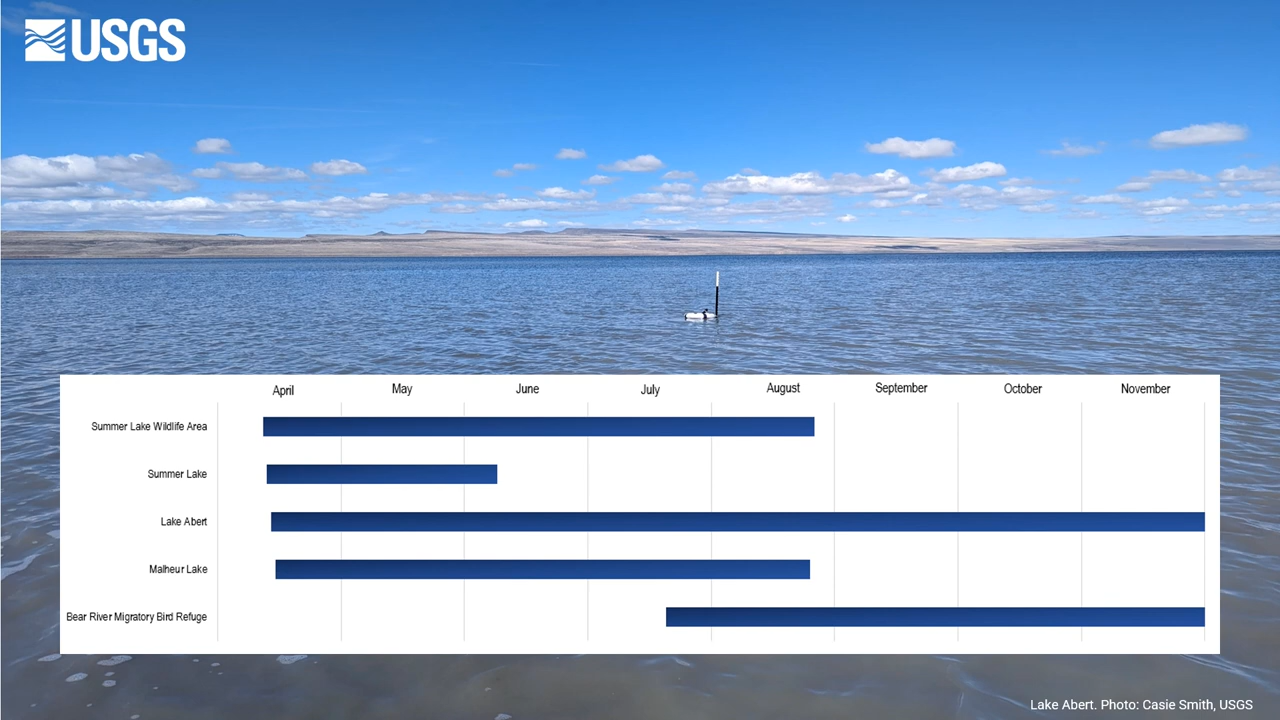 USGS
April May June July August September October November
Summer Lake Wildlife Area
Summer Lake
Lake Abert
Malheur Lake
Bear River Migratory Bird Refuge
Lake Abert. Photo: Casie Smith, USGS